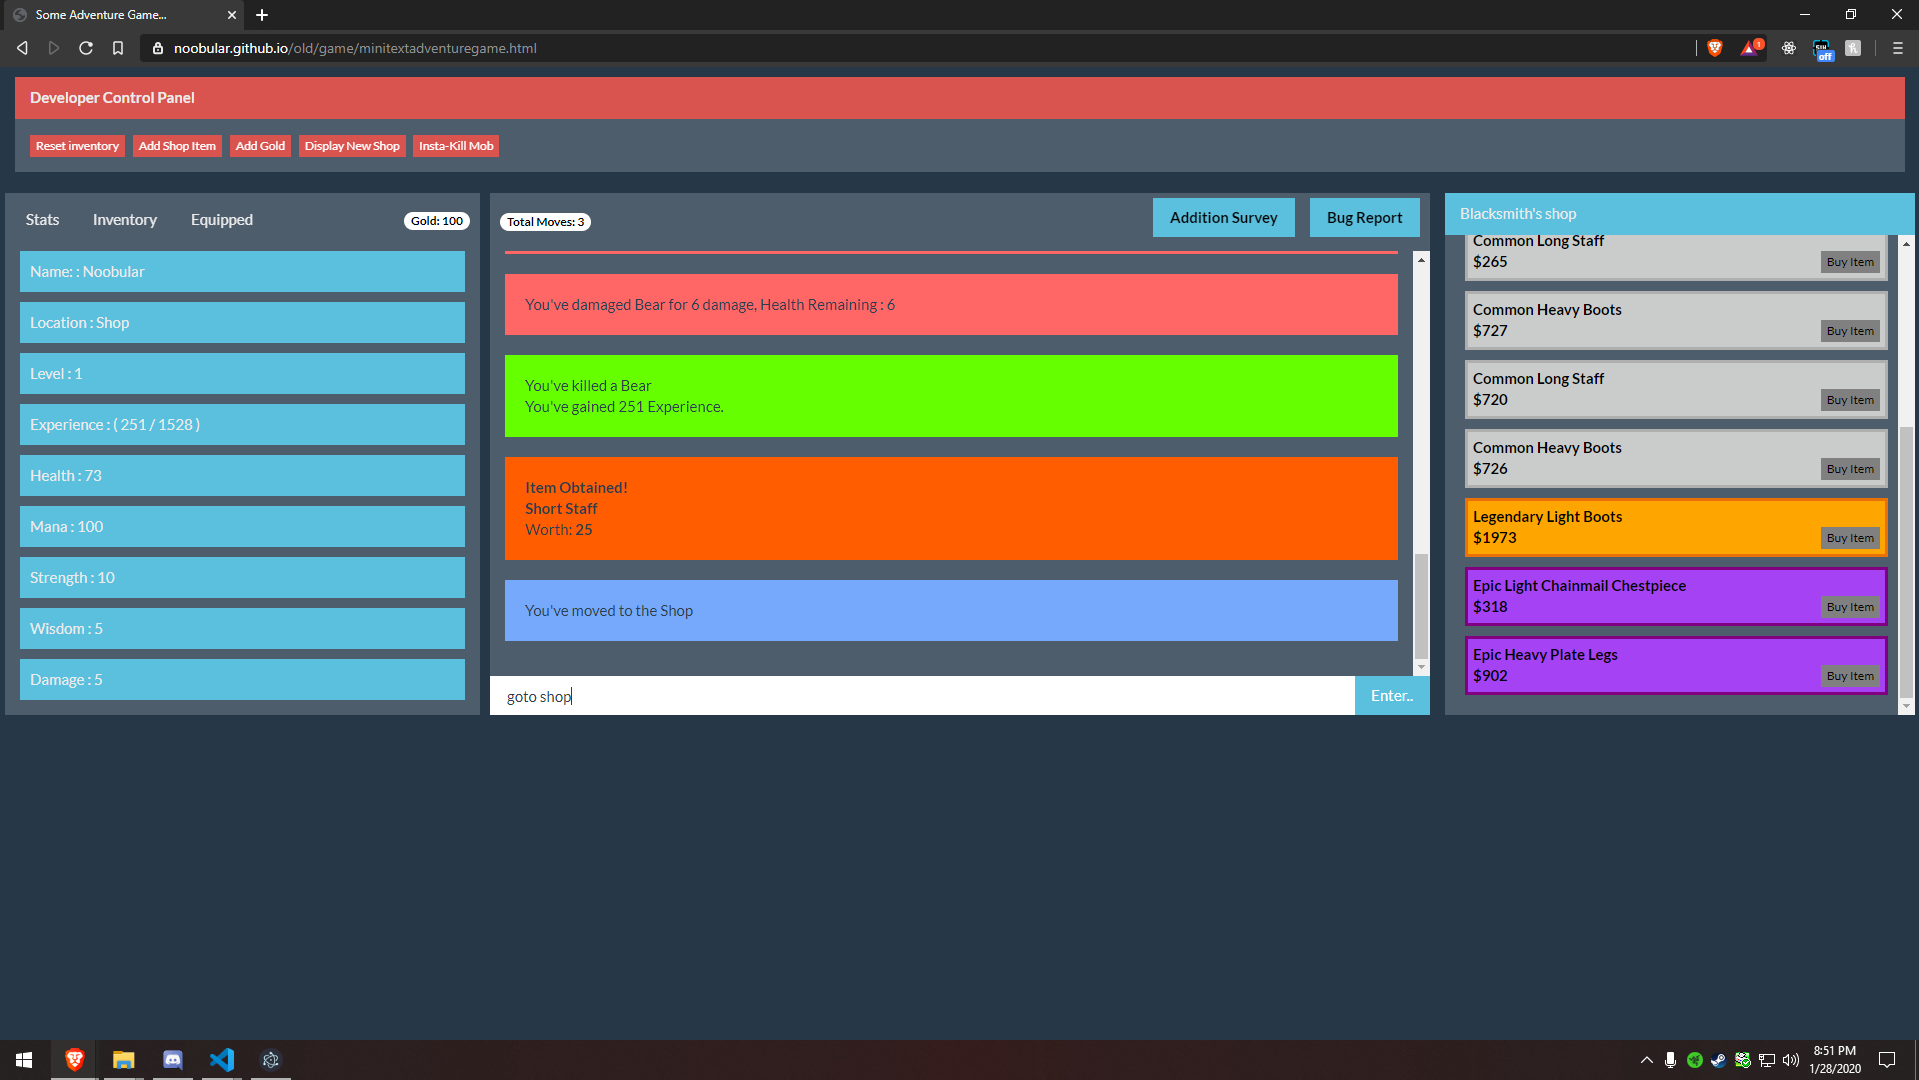 Some Adventure Game...
noobular.github.io/old/game/minitextadventuregame.html
1
off
Developer Control Panel
Reset inventory
Add Shop Item
Add Gold
Display New Shop
Insta-Kill Mob
Stats
Inventory
Equipped
Gold: 100
Name: : Noobular
Location : Shop
Level : 1
Experience : ( 251 / 1528 )
Health : 73
Mana : 100
Strength : 10
Wisdom : 5
Damage : 5
Total Moves: 3
Addition Survey
Bug Report
You've damaged Bear for 6 damage, Health Remaining : 6
You've killed a Bear
You've gained 251 Experience.
Item Obtained!
Short Staff
Worth: 25
You've moved to the Shop
goto shop
Enter..
Blacksmith's shop
Common Long Staff
$265
Buy Item
Common Heavy Boots
$727
Buy Item
Common Long Staff
$720
Buy Item
Common Heavy Boots
$726
Buy Item
Legendary Light Boots
$1973
Buy Item
Epic Light Chainmail Chestpiece
$318
Buy Item
Epic Heavy Plate Legs
$902
Buy Item
8:51 PM
1/28/2020